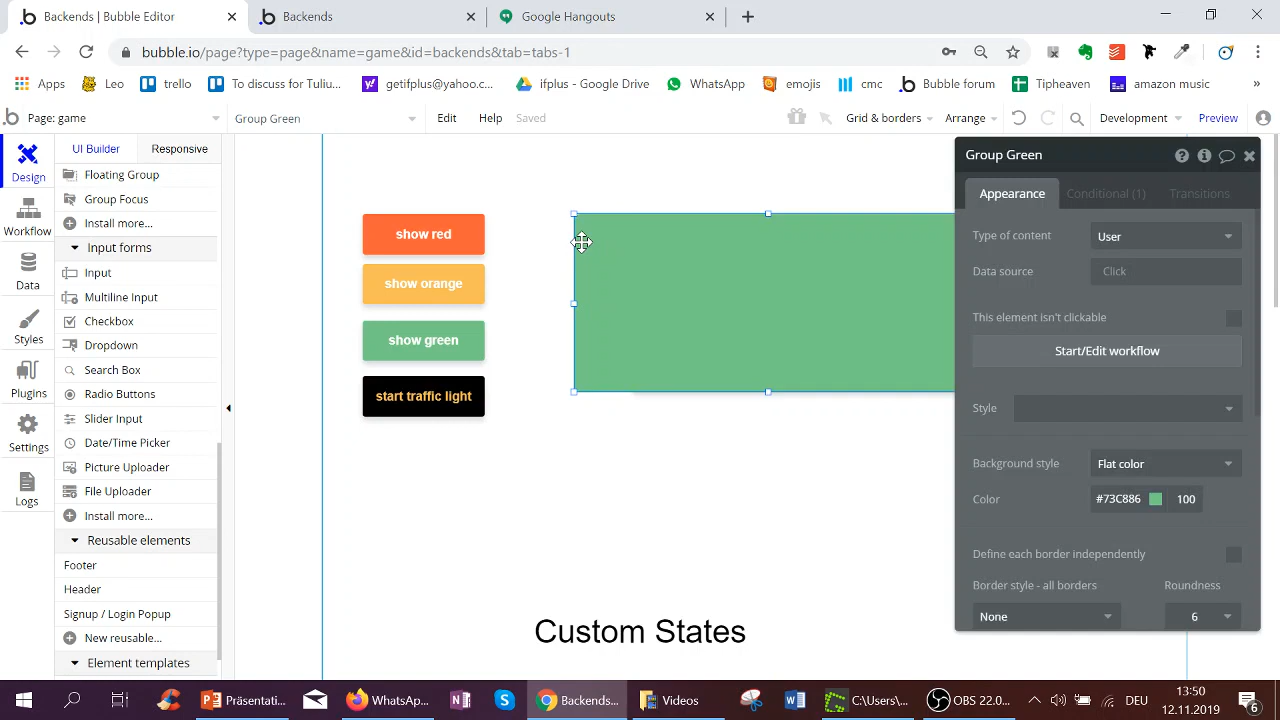 Backends | Bubble Editor
Backends
Google Hangouts
bubble.io/page?type=page&name=game&id=backends&tab=tabs-1
Apps
Leo
trello
To discuss for Tuliu...
getifplus@yahoo.c...
ifplus - Google Drive
WhatsApp
emojis
cmc
Bubble forum
Tipheaven
amazon music
»
Page: game
Group Green
Edit
Help
Saved
Grid & borders
Arrange
Development
Preview
Design
Workflow
Data
Styles
Plugins
Settings
Logs
UI Builder
Responsive
Floating Group
Group Focus
Install more...
Input forms
Input
Multiline Input
Checkbox
Dropdown
Search Box
Radio Buttons
Slider Input
Date/Time Picker
Picture Uploader
File Uploader
Install more...
Reusable elements
Footer
Header
Signup / Login Popup
New reusable...
Element templates
show red
show orange
show green
start traffic light
Custom States
Group Green
Appearance
Conditional (1)
Transitions
Type of content
User
Data source
Click
This element isn't clickable
Start/Edit workflow
Style
Background style
Flat color
Color
#73C886
100
Define each border independently
Border style - all borders
Roundness
None
6
Präsentati...
WhatsApp...
Backends...
Videos
C:\Users\...
OBS 22.0...
DEU
13:50
12.11.2019
6